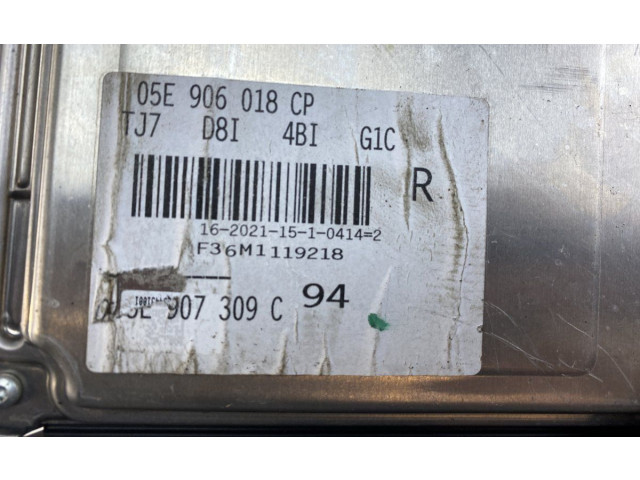 05E 906 018 CP
TJ7 D8I 4BI G1C
R
16-2021-15-1-0414=2
F36M1119218
907 309 C 94